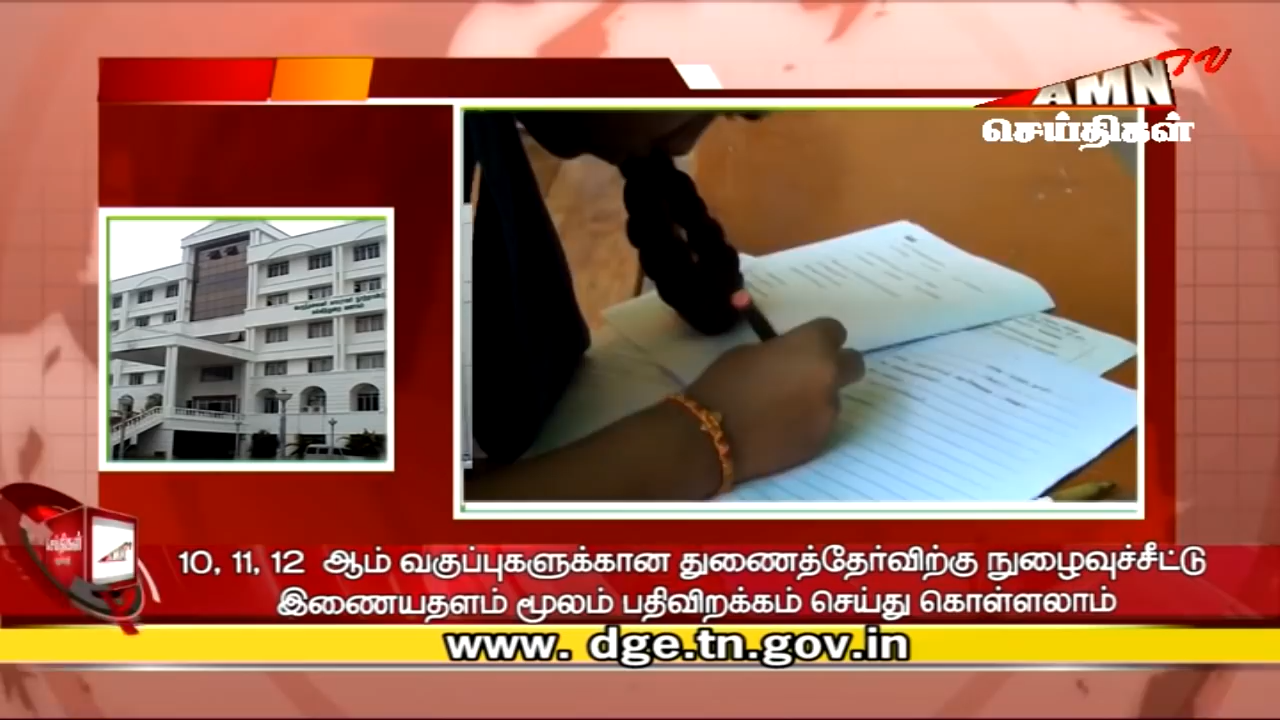 AMN TV
செய்திகள்
செய்திகள்
10, 11, 12 ஆம் வகுப்புகளுக்கான துணைத்தேர்விற்கு நுழைவுச்சீட்டு
இணையதளம் மூலம் பதிவிறக்கம் செய்து கொள்ளலாம்
www. dge.tn.gov.in